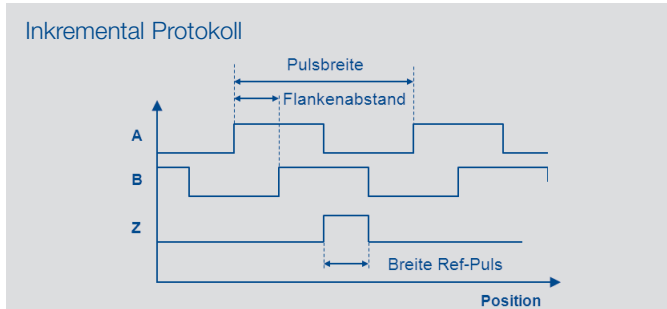 Inkremental Protokoll
Pulsbreite
Flankenabstand
A
B
Z
Breite Ref-Puls
Position